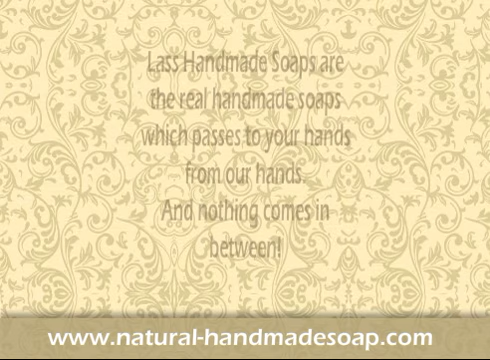 Lass Handmade Soaps are
the real handmade soaps
which passes to your hands
from our hands.
And nothing comes in
between!
www.natural-handmadesoap.com